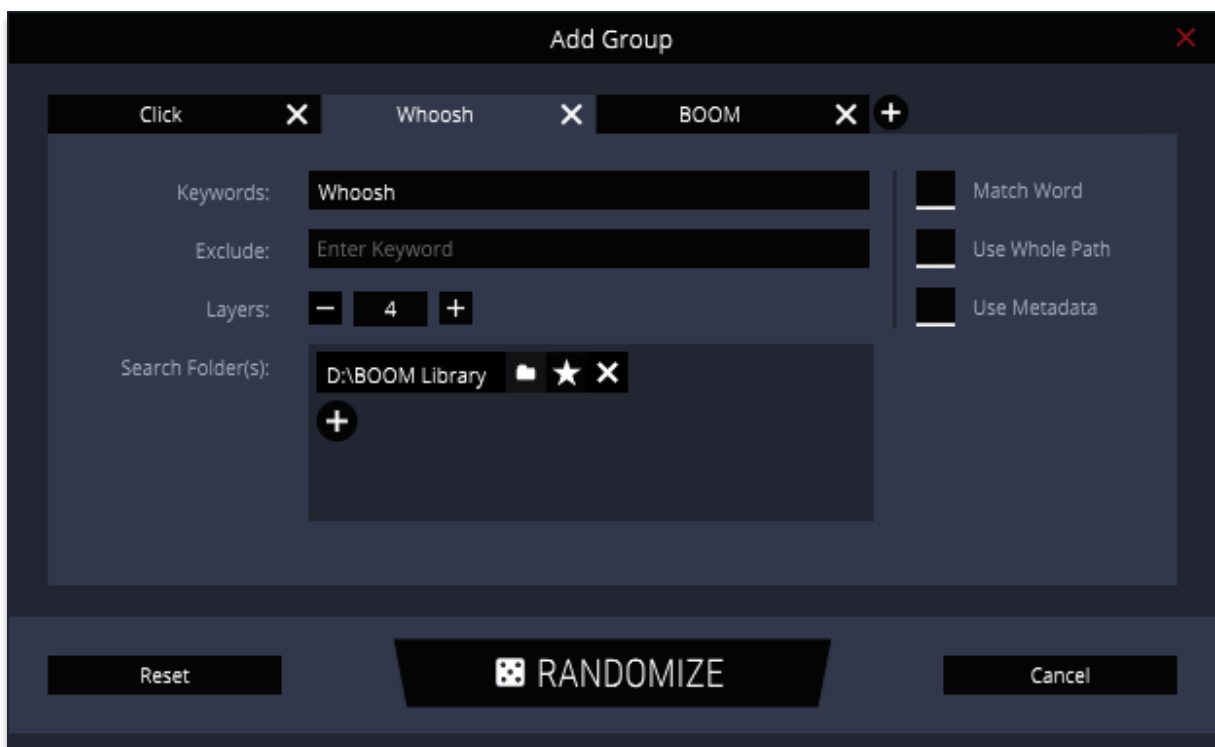 Add Group
Click Whoosh BOOM
Keywords: Whoosh Match Word
Exclude: Enter Keyword Use Whole Path
Layers: 4 Use Metadata
Search Folder(s): D:\BOOM Library
RANDOMIZE
Reset Cancel